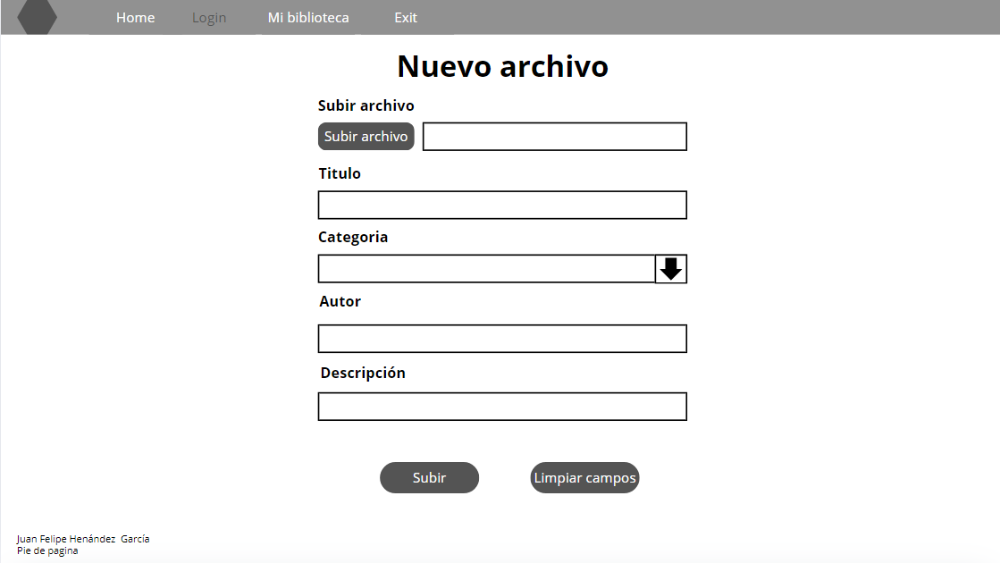 Home Login Mi biblioteca Exit
Nuevo archivo
Subir archivo
Subir archivo
Titulo
Categoria
Autor
Descripción
Subir Limpiar campos
Juan Felipe Henández García
Pie de pagina